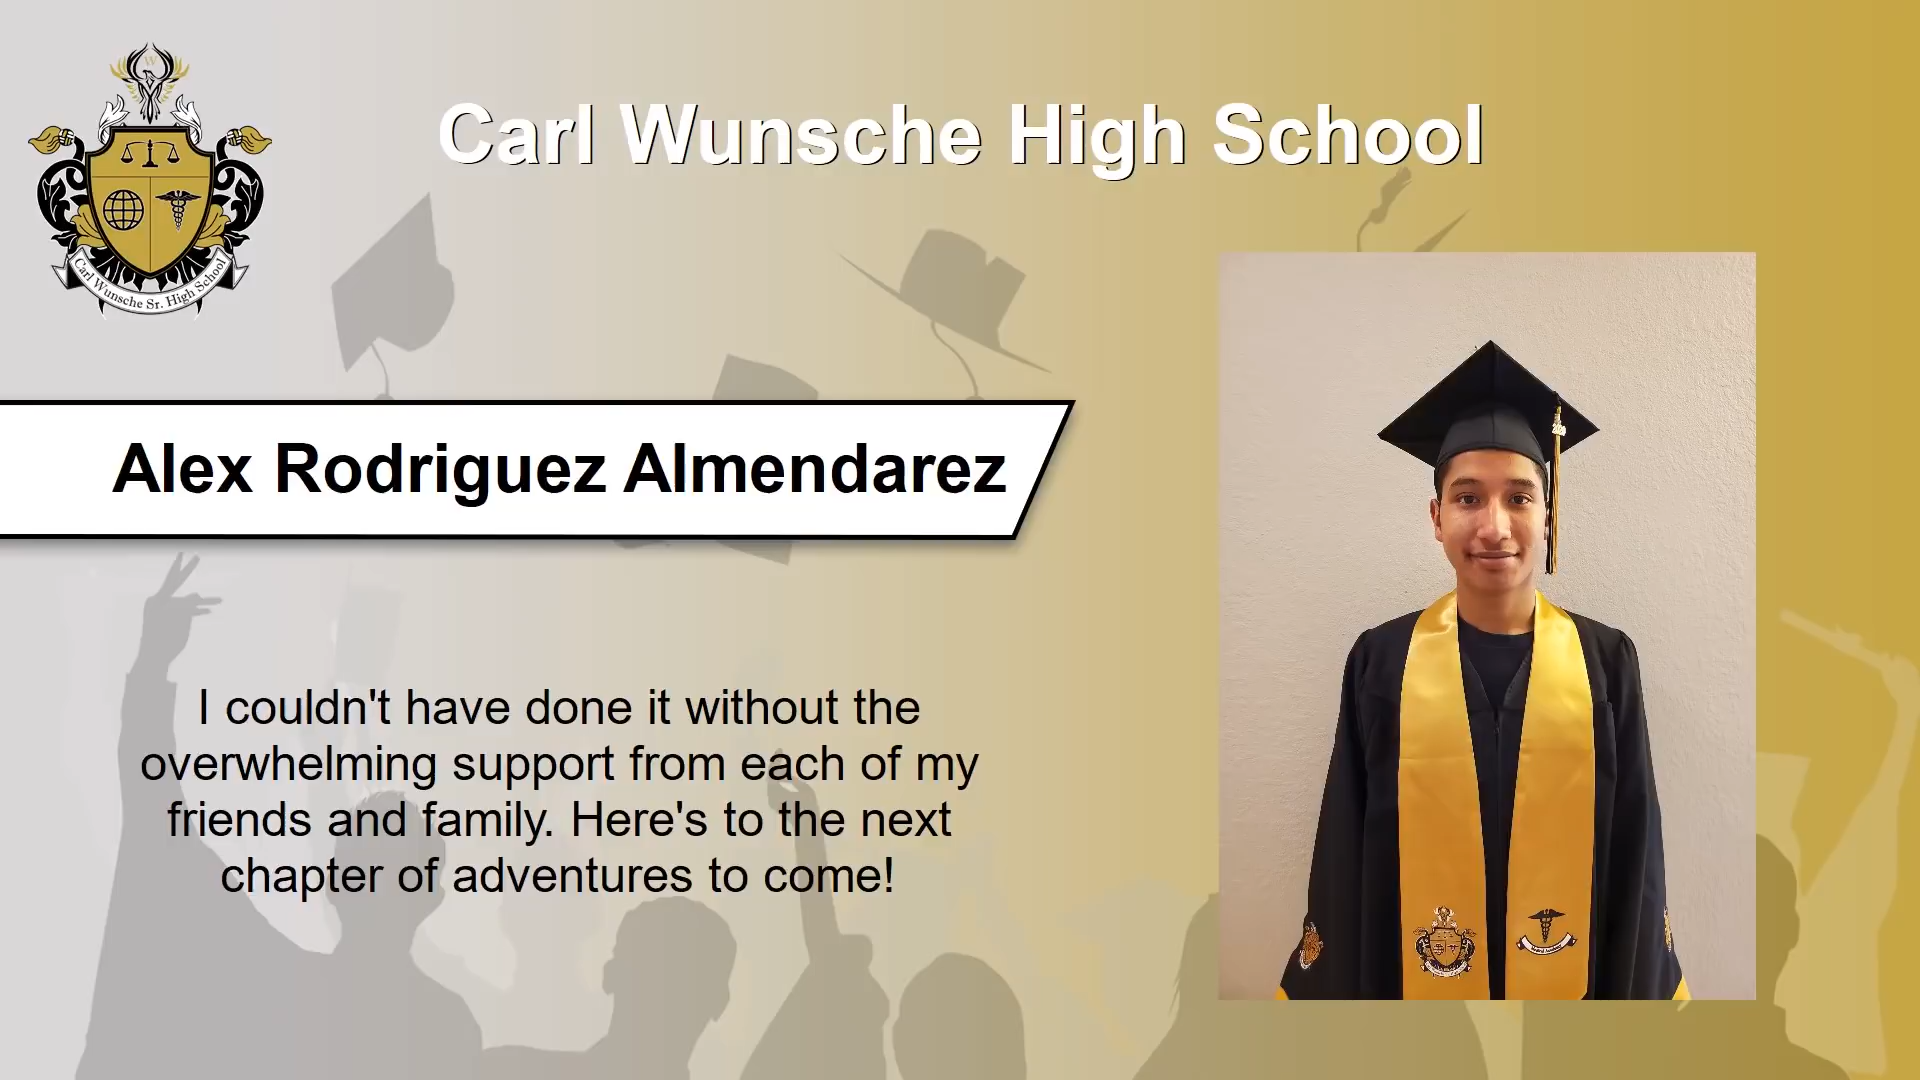 W
Carl Wunsche Sr. High School
Carl Wunsche High School
Alex Rodriguez Almendarez
I couldn't have done it without the
overwhelming support from each of my
friends and family. Here's to the next
chapter of adventures to come!